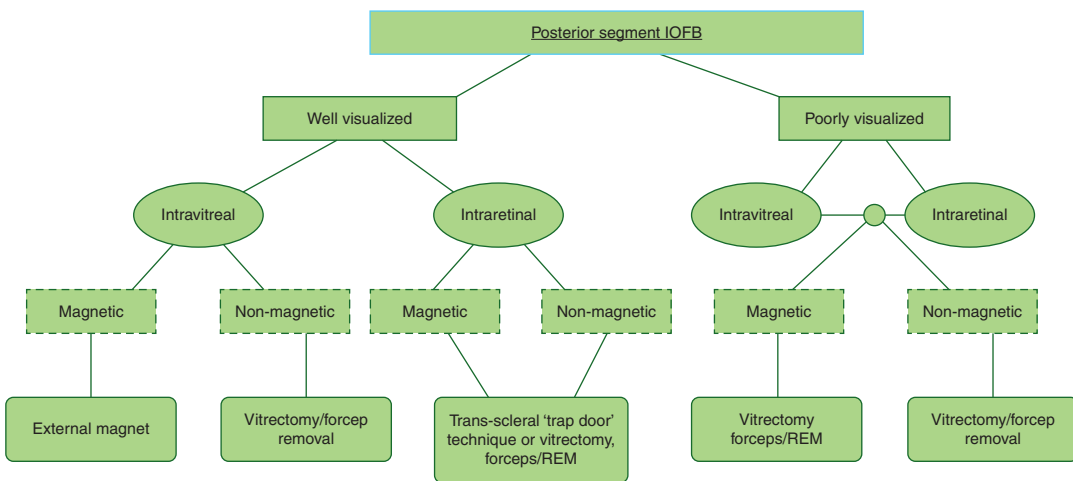 Posterior segment IOFB
Well visualized
Poorly visualized
Intravitreal
Intraretinal
Intravitreal
Intraretinal
Magnetic
Non-magnetic
Magnetic
Non-magnetic
Magnetic
Non-magnetic
External magnet
Vitrectomy/forcep
removal
Trans-scleral ‘trap door’
technique or vitrectomy,
forceps/REM
Vitrectomy
forceps/REM
Vitrectomy/forcep
removal